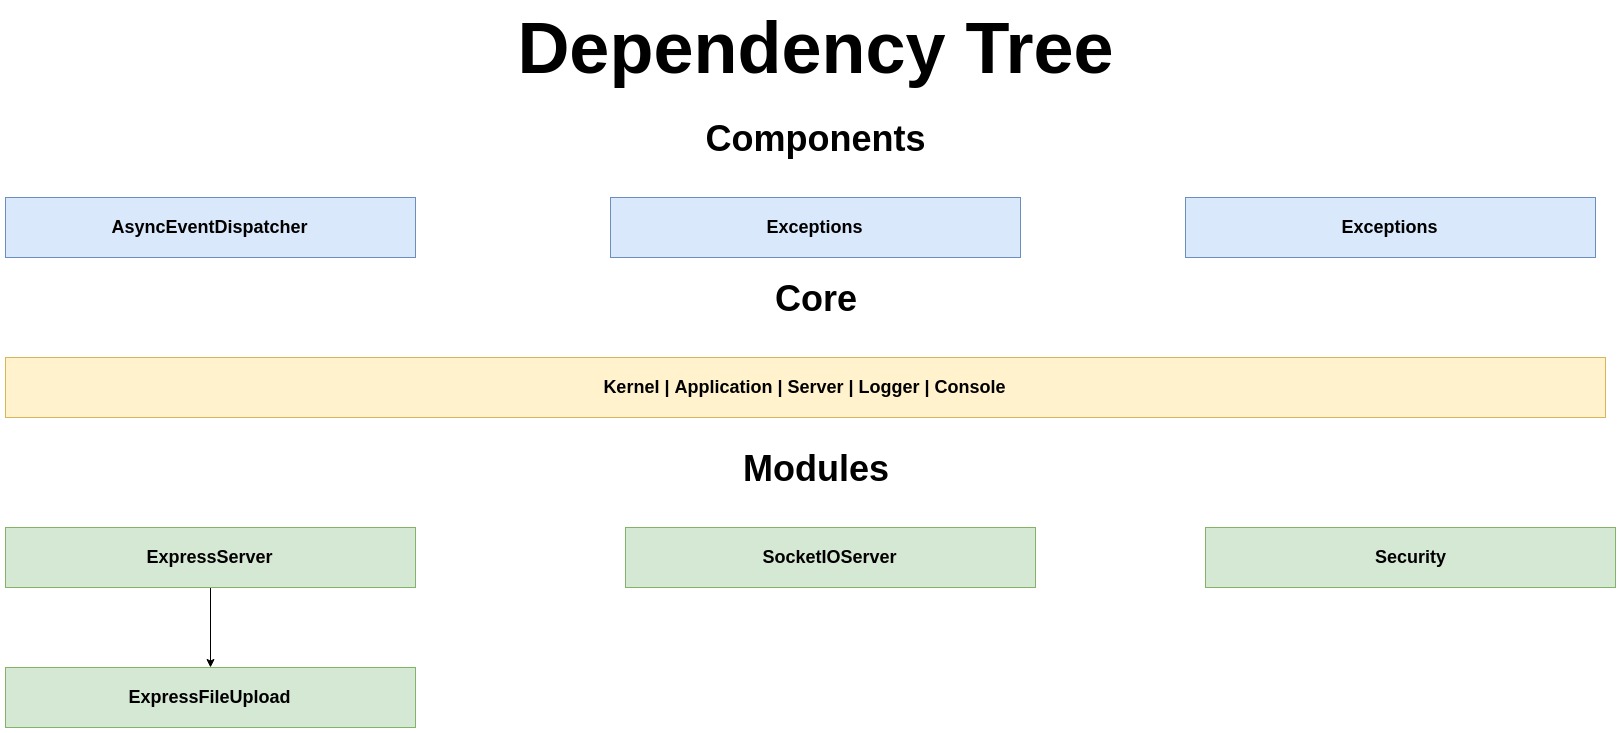 Dependency Tree
Components
AsyncEventDispatcher
Exceptions
Exceptions
Core
Kernel | Application | Server | Logger | Console
Modules
ExpressServer
SocketIOServer
Security
ExpressFileUpload